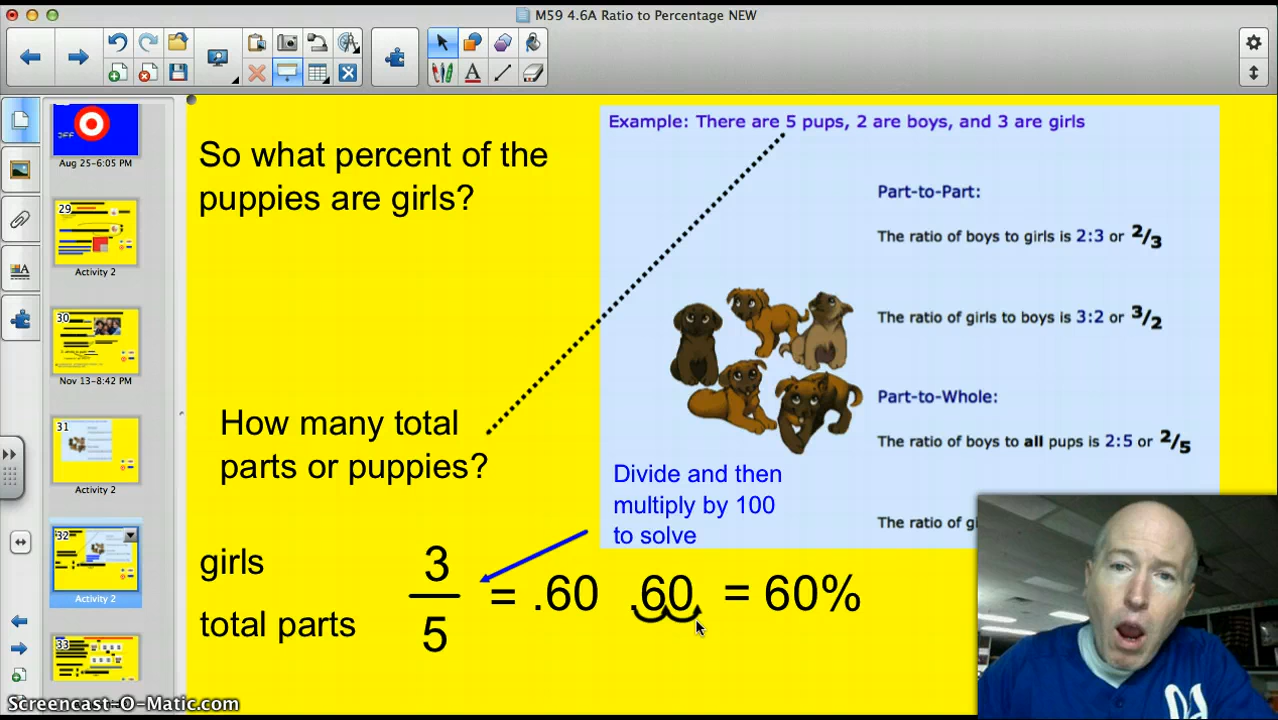 M59 4.6A Ratio to Percentage NEW
Aug 25-6:05 PM
29
Activity 2
30
Nov 13-8:42 PM
31
Activity 2
32
Activity 2
33
So what percent of the
puppies are girls?
How many total
parts or puppies?
girls
total parts
3
5
= .60 .60 = 60%
Example: There are 5 pups, 2 are boys, and 3 are girls
Part-to-Part:
The ratio of boys to girls is 2:3 or 2/3
The ratio of girls to boys is 3:2 or 3/2
Part-to-Whole:
The ratio of boys to all pups is 2:5 or 2/5
The ratio of gi
Divide and then
multiply by 100
to solve
Screencast-O-Matic.com